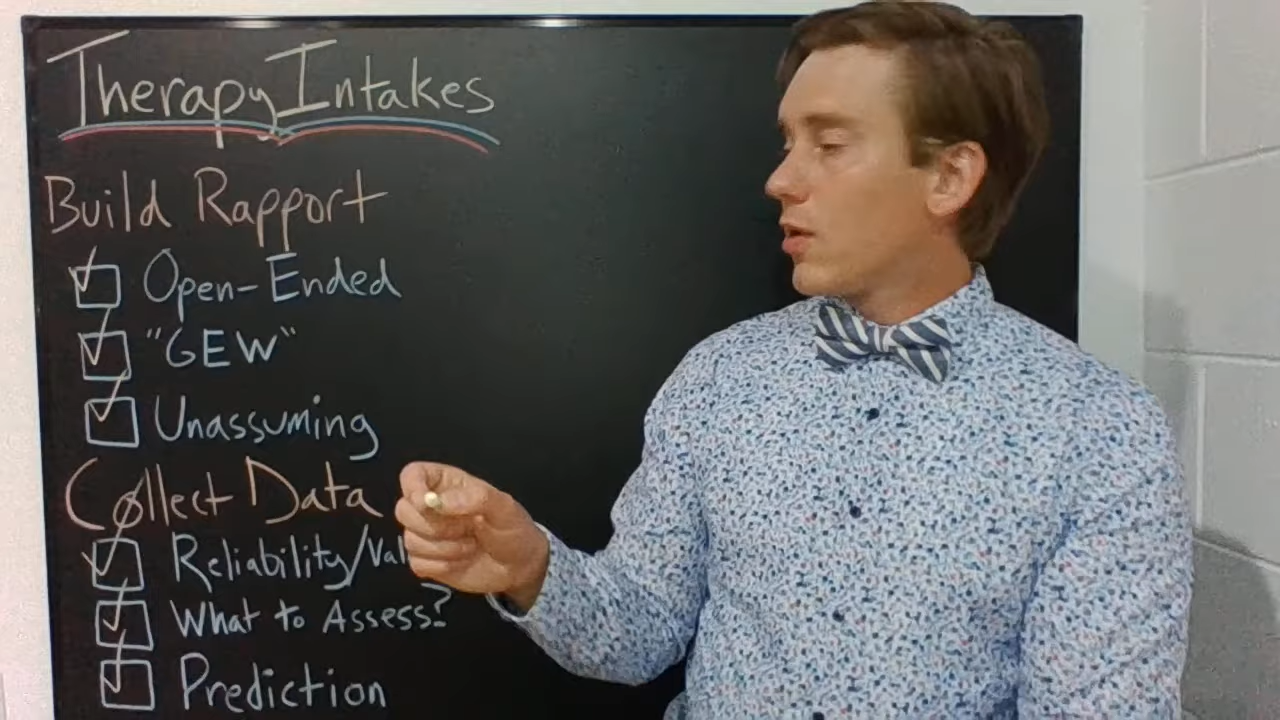 Therapy Intakes
Build Rapport
Open-Ended
"GEW"
Unassuming
Collect Data
Reliability/Val
What to Assess?
Prediction